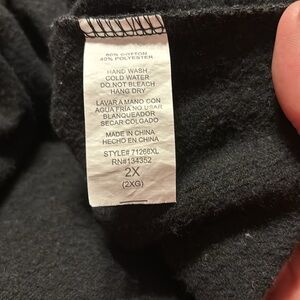 60% COTTON
40% POLYESTER
HAND WASH
COLD WATER
DO NOT BLEACH
HANG DRY
LAVAR A MANO CON
AGUA FRIA NO USAR
BLANQUEADOR
SECAR COLGADO
MADE IN CHINA
HECHO EN CHINA
STYLE# 71266XL
RN#134352
2X
(2XG)